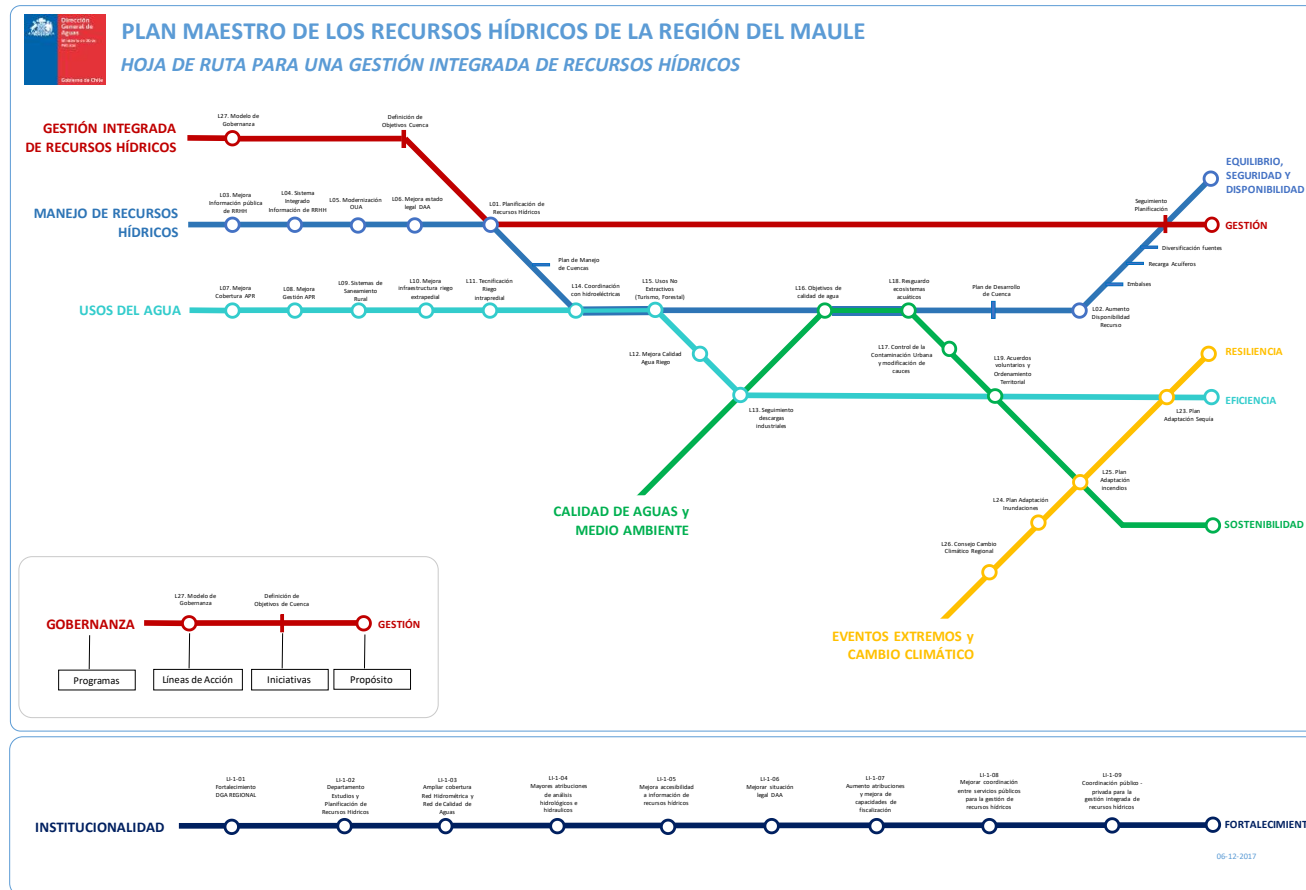 Dirección
General de
Aguas
Gobierno de Chile
PLAN MAESTRO DE LOS RECURSOS HÍDRICOS DE LA REGIÓN DEL MAULE
HOJA DE RUTA PARA UNA GESTIÓN INTEGRADA DE RECURSOS HÍDRICOS
GESTIÓN INTEGRADA
DE RECURSOS HÍDRICOS
L27. Modelo de
Gobernanza
Definición de
Objetivos Cuenca
MANEJO DE RECURSOS
HÍDRICOS
L03. Mejora
Información pública
de RRHH
L04. Sistema
Integrado
Información de RRHH
L05. Modernización
OUA
L06. Mejora estado
legal DAA
L01. Planificación de
Recursos Hídricos
Seguimiento
Planificación
EQUILIBRIO,
SEGURIDAD Y
DISPONIBILIDAD
GESTIÓN
Diversificación fuentes
Recarga Acuíferos
Embalses
Plan de Manejo
de Cuencas
USOS DEL AGUA
L07. Mejora
Cobertura APR
L08. Mejora
Gestión APR
L09. Sistemas de
Saneamiento
Rural
L10. Mejora
infraestructura riego
extrapedial
L11. Tecnificación
Riego
intrapredial
L14. Coordinación
con hidroeléctricas
L15. Usos No
Extractivos
(Turismo, Forestal)
L16. Objetivos de
calidad de agua
L18. Resguardo
ecosistemas
acuáticos
Plan de Desarrollo
de Cuenca
L02. Aumento
Disponibilidad
Recurso
L12. Mejora Calidad
Agua Riego
L17. Control de la
Contaminación Urbana
y modificación de
cauces
L19. Acuerdos
voluntarios y
Ordenamiento
Territorial
RESILIENCIA
L13. Seguimiento
descargas
industriales
L23. Plan
Adaptación Sequía
EFICIENCIA
CALIDAD DE AGUAS y
MEDIO AMBIENTE
L25. Plan
Adaptación
incendios
L24. Plan Adaptación
Inundaciones
SOSTENIBILIDAD
L26. Consejo Cambio
Climático Regional
EVENTOS EXTREMOS y
CAMBIO CLIMÁTICO
L27. Modelo de
Gobernanza
Definición de
Objetivos de Cuenca
GOBERNANZA
GESTIÓN
Programas
Líneas de Acción
Iniciativas
Propósito
INSTITUCIONALIDAD
LI-1-01
Fortalecimiento
DGA REGIONAL
LI-1-02
Departamento
Estudios y
Planificación de
Recursos Hídricos
LI-1-03
Ampliar cobertura
Red Hidrométrica y
Red de Calidad de
Aguas
LI-1-04
Mayores atribuciones
de análisis
hidrológicos e
hidraulicos
LI-1-05
Mejora accesibilidad
a información de
recursos hídricos
LI-1-06
Mejorar situación
legal DAA
LI-1-07
Aumento atribuciones
y mejora de
capacidades de
fiscalización
LI-1-08
Mejorar coordinación
entre servicios públicos
para la gestión de
recursos hídricos
LI-1-09
Coordinación público -
privada para la
gestión integrada de
recursos hídricos
FORTALECIMIENT
06-12-2017